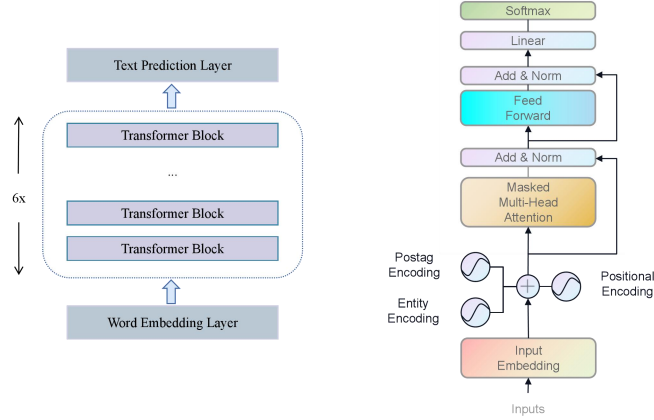 Text Prediction Layer
Transformer Block
...
6x
Transformer Block
Transformer Block
Word Embedding Layer
Softmax
Linear
Add & Norm
Feed
Forward
Add & Norm
Masked
Multi-Head
Attention
Postag
Encoding
Positional
Encoding
Entity
Encoding
Input
Embedding
Inputs